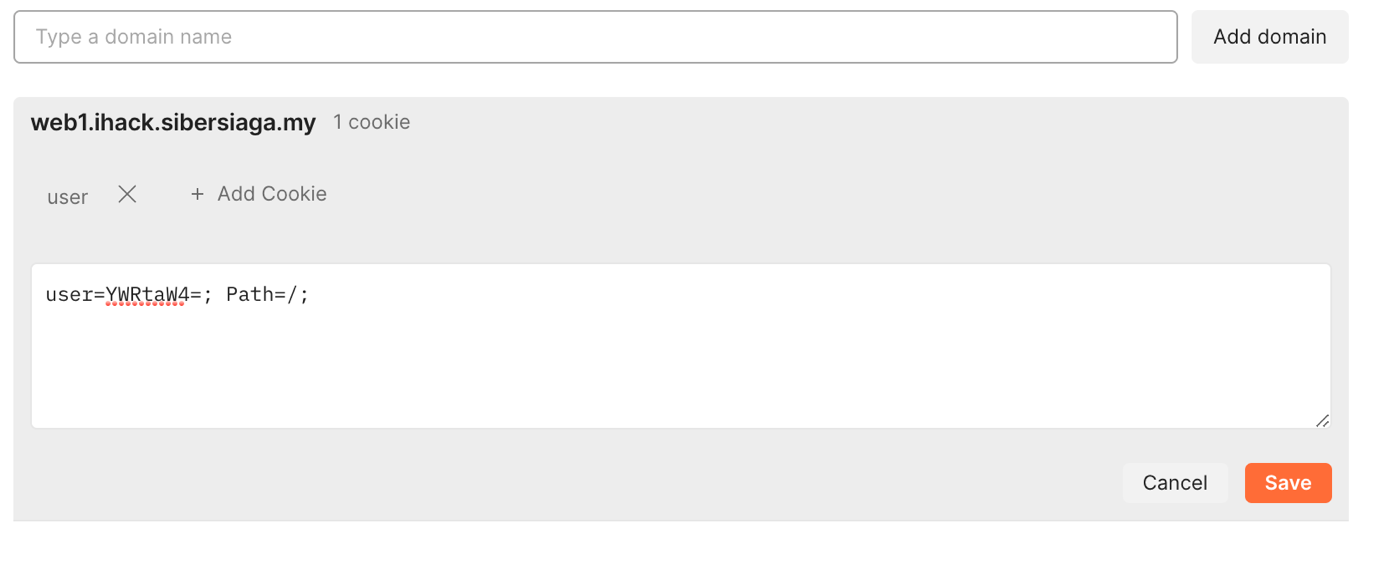 Type a domain name
Add domain
web1.ihack.sibersiaga.my 1 cookie
user + Add Cookie
user=YWRtaW4=; Path=/;
Cancel Save